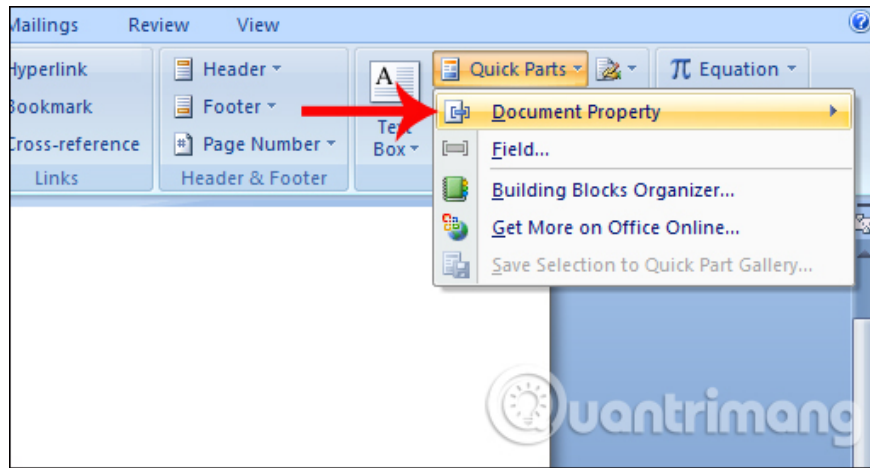 Mailings Review View
Hyperlink
Bookmark
Cross-reference
Links
Header
Footer
Page Number
Header & Footer
A
Text
Box
Quick Parts
π Equation
Document Property
Field...
Building Blocks Organizer...
Get More on Office Online...
Save Selection to Quick Part Gallery...
Quantrimang